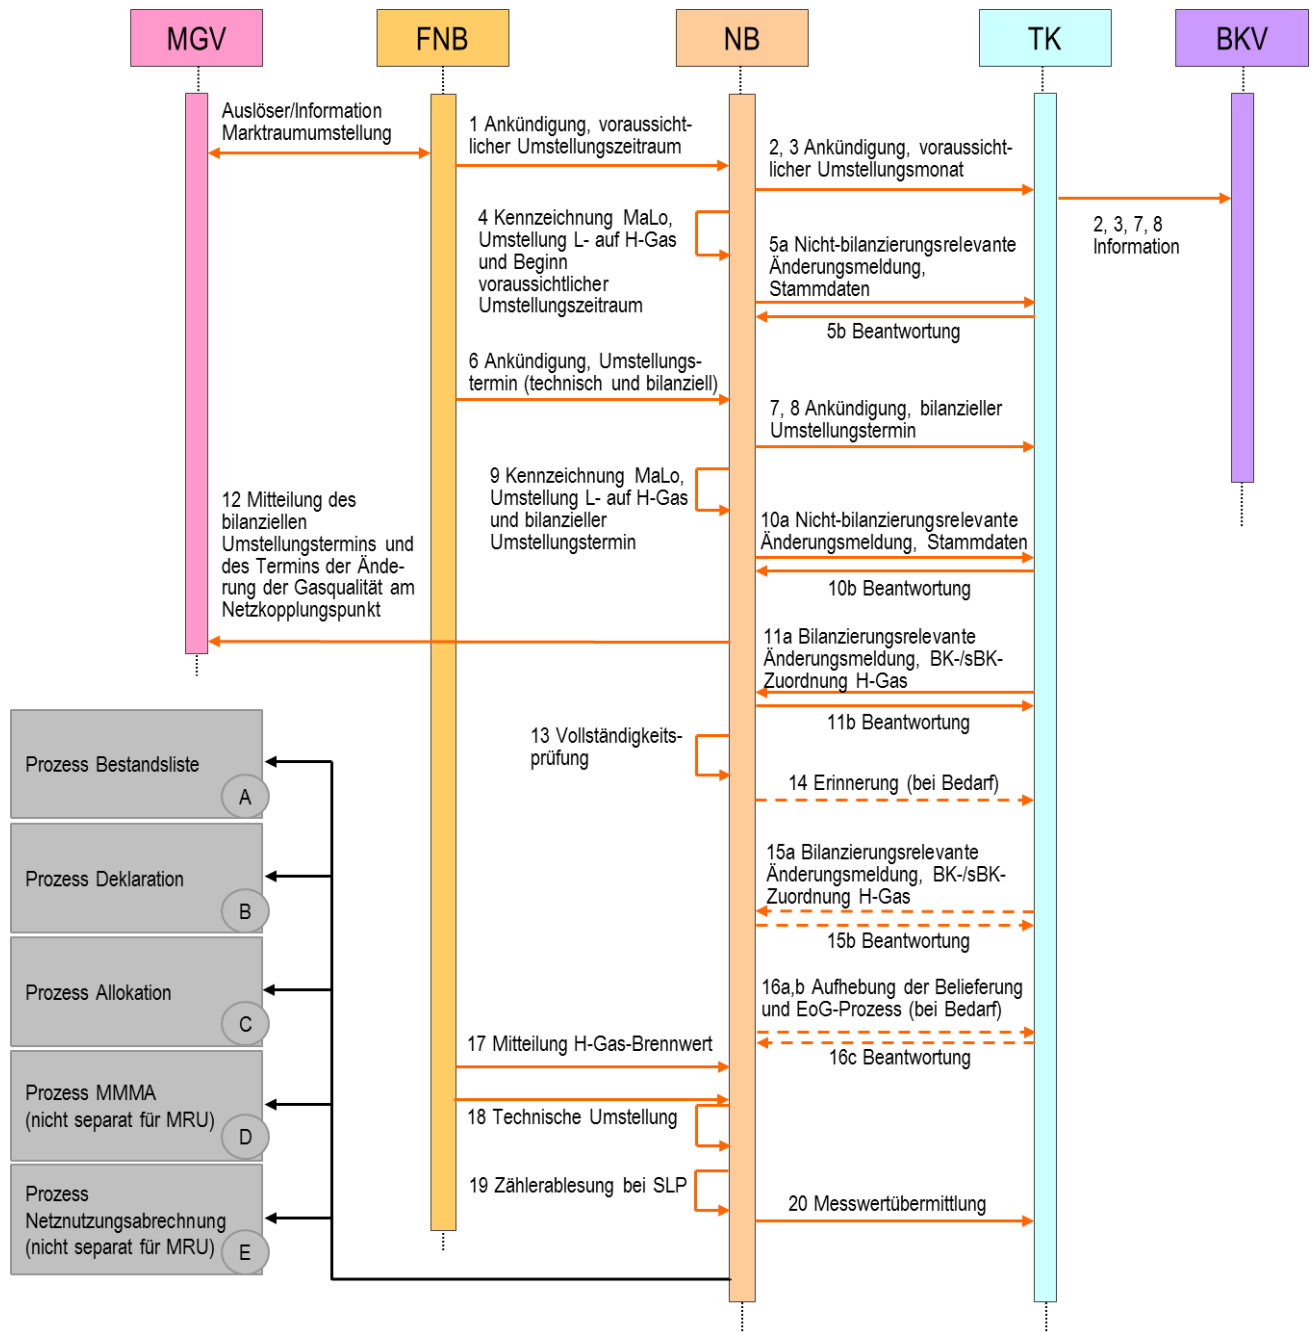 MGV
FNB
NB
TK
BKV
Auslöser/Information
Marktraumumstellung
1 Ankündigung, voraussicht-
licher Umstellungszeitraum
2, 3 Ankündigung, voraussicht-
licher Umstellungsmonat
2, 3, 7, 8
Information
4 Kennzeichnung MaLo,
Umstellung L- auf H-Gas
und Beginn
voraussichtlicher
Umstellungszeitraum
5a Nicht-bilanzierungsrelevante
Änderungsmeldung,
Stammdaten
5b Beantwortung
6 Ankündigung, Umstellungs-
termin (technisch und bilanziell)
7, 8 Ankündigung, bilanzieller
Umstellungstermin
9 Kennzeichnung MaLo,
Umstellung L- auf H-Gas
und bilanzieller
Umstellungstermin
10a Nicht-bilanzierungsrelevante
Änderungsmeldung, Stammdaten
10b Beantwortung
12 Mitteilung des
bilanziellen
Umstellungstermins und
des Termins der Ände-
rung der Gasqualität am
Netzkopplungspunkt
11a Bilanzierungsrelevante
Änderungsmeldung, BK-/sBK-
Zuordnung H-Gas
11b Beantwortung
13 Vollständigkeits-
prüfung
14 Erinnerung (bei Bedarf)
15a Bilanzierungsrelevante
Änderungsmeldung, BK-/sBK-
Zuordnung H-Gas
15b Beantwortung
16a,b Aufhebung der Belieferung
und EoG-Prozess (bei Bedarf)
16c Beantwortung
17 Mitteilung H-Gas-Brennwert
18 Technische Umstellung
19 Zählerablesung bei SLP
20 Messwertübermittlung
Prozess Bestandsliste
A
Prozess Deklaration
B
Prozess Allokation
C
Prozess MMMA
(nicht separat für MRU)
D
Prozess
Netznutzungsabrechnung
(nicht separat für MRU)
E